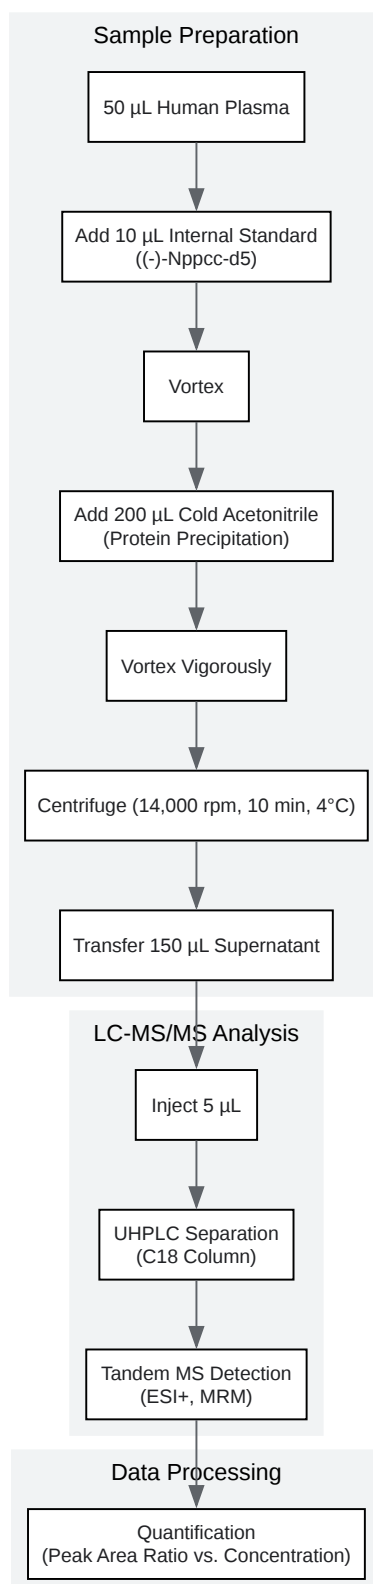 Sample Preparation
50 µL Human Plasma
Add 10 µL Internal Standard
((-)-Nppcc-d5)
Vortex
Add 200 µL Cold Acetonitrile
(Protein Precipitation)
Vortex Vigorously
Centrifuge (14,000 rpm, 10 min, 4°C)
Transfer 150 µL Supernatant
LC-MS/MS Analysis
Inject 5 µL
UHPLC Separation
(C18 Column)
Tandem MS Detection
(ESI+, MRM)
Data Processing
Quantification
(Peak Area Ratio vs. Concentration)